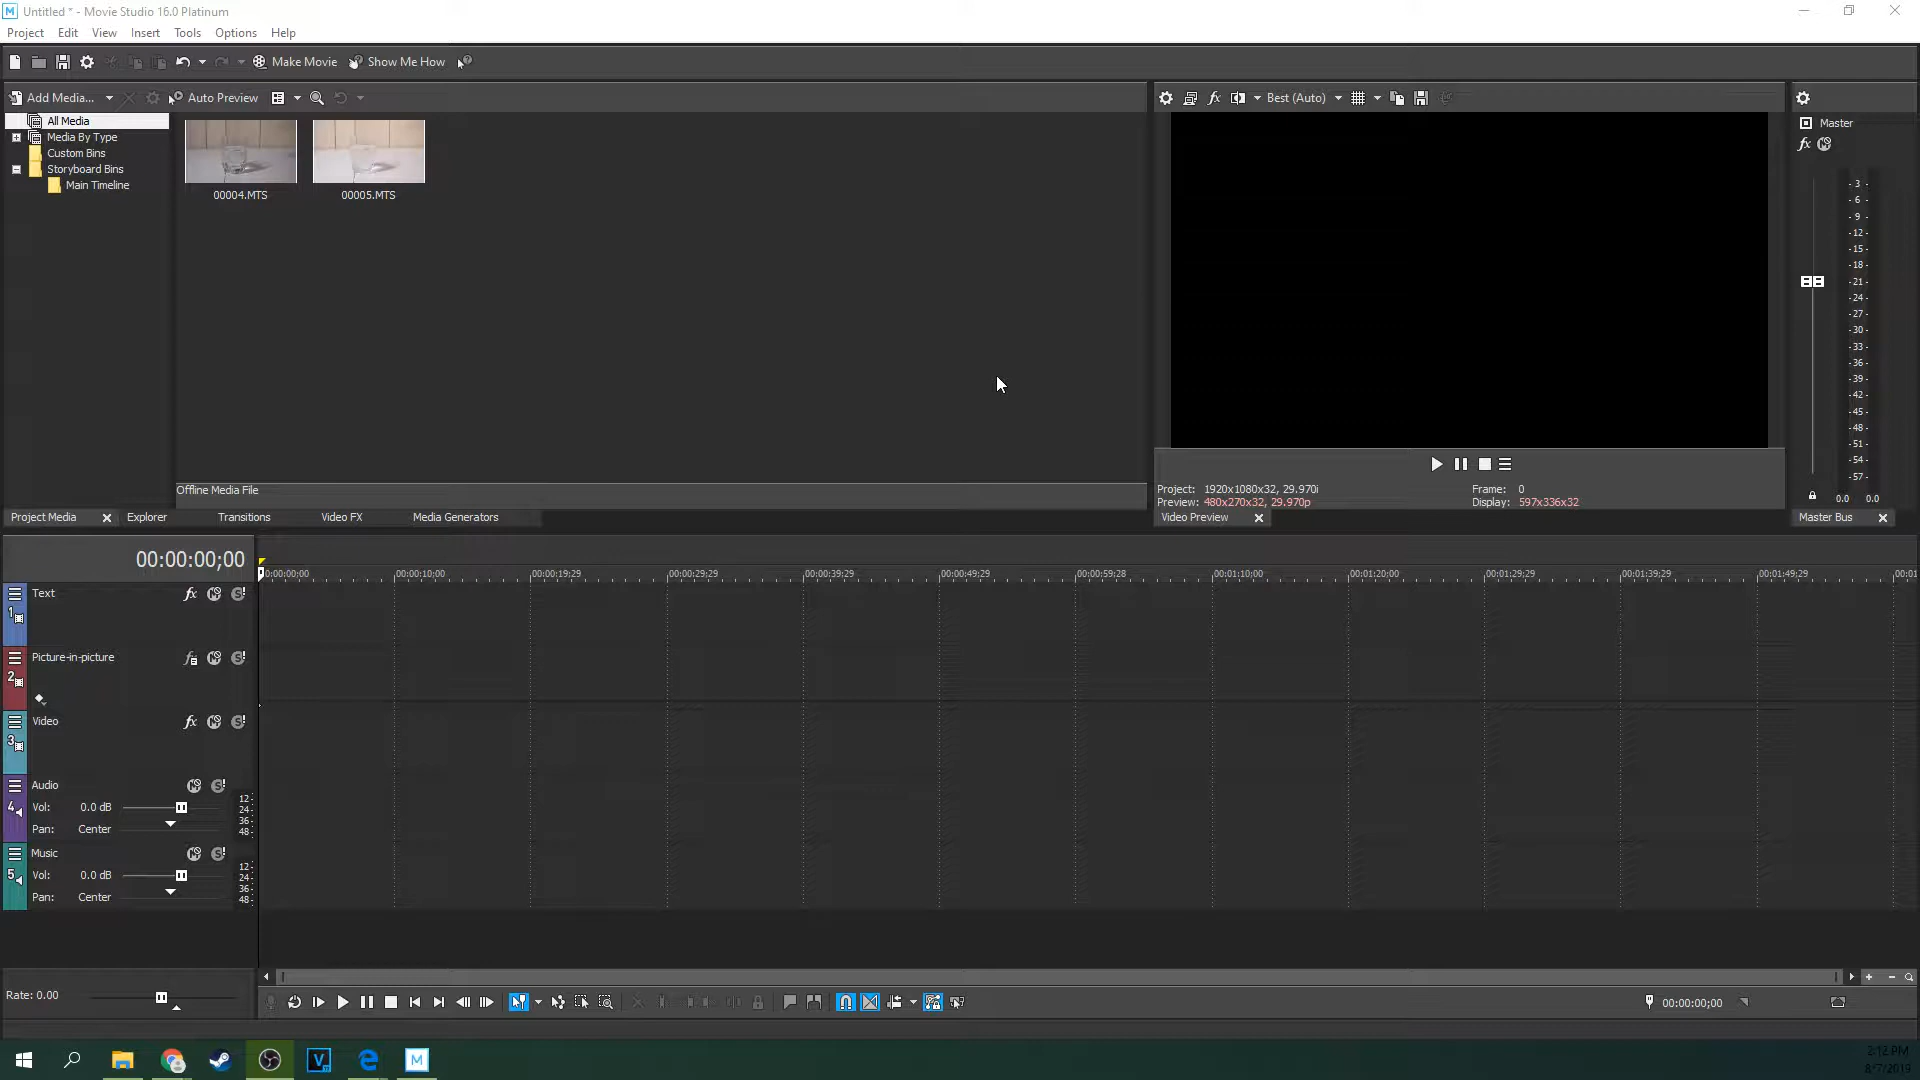 Untitled * - Movie Studio 16.0 Platinum
Project Edit View Insert Tools Options Help
Make Movie Show Me How
Add Media... Auto Preview
Best (Auto)
All Media
Media By Type
Custom Bins
Storyboard Bins
Main Timeline
00004.MTS 00005.MTS
Master
fx
-3-
-6-
-9-
-12-
-15-
-18-
-21-
-24-
-27-
-30-
-33-
-36-
-39-
-42-
-45-
-48-
-51-
-54-
-57-
0.0 0.0
Offline Media File
Project: 1920x1080x32, 29.970i Frame: 0
Preview: 480x270x32, 29.970p Display: 597x336x32
Project Media Explorer Transitions Video FX Media Generators
Video Preview
Master Bus
00:00:00;00
00:00:00;00 00:00:10;00 00:00:19;29 00:00:29;29 00:00:39;29 00:00:49;29 00:00:59;28 00:01:10;00 00:01:20;00 00:01:29;29 00:01:39;29 00:01:49;29 00:01
1 Text fx
2 Picture-in-picture
3 Video fx
4 Audio
Vol: 0.0 dB
Pan: Center
12-
24-
36-
48-
5 Music
Vol: 0.0 dB
Pan: Center
12-
24-
36-
48-
Rate: 0.00
00:00:00;00
2:12 PM
8/7/2019